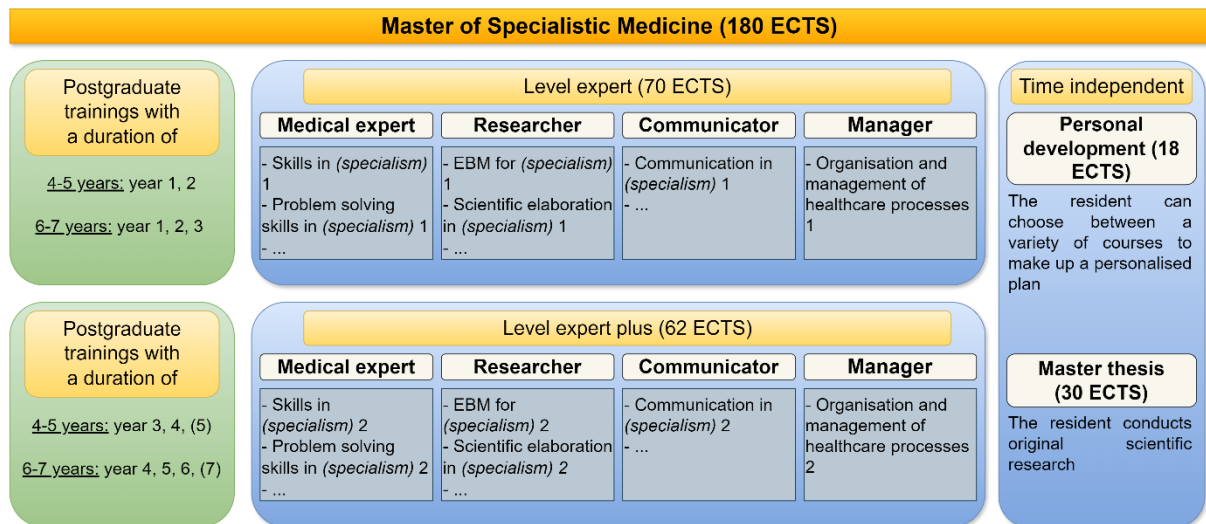 Master of Specialistic Medicine (180 ECTS)
Postgraduate
trainings with
a duration of
4-5 years: year 1, 2
6-7 years: year 1, 2, 3
Level expert (70 ECTS)
Medical expert
- Skills in (specialism)
1
- Problem solving
skills in (specialism) 1
- ...
Researcher
- EBM for (specialism)
1
- Scientific elaboration
in (specialism) 1
- ...
Communicator
- Communication in
(specialism) 1
- ...
Manager
- Organisation and
management of
healthcare processes
1
Postgraduate
trainings with
a duration of
4-5 years: year 3, 4, (5)
6-7 years: year 4, 5, 6, (7)
Level expert plus (62 ECTS)
Medical expert
- Skills in
(specialism) 2
- Problem solving
skills in (specialism) 2
- ...
Researcher
- EBM for
(specialism) 2
- Scientific elaboration
in (specialism) 2
- ...
Communicator
- Communication in
(specialism) 2
- ...
Manager
- Organisation and
management of
healthcare processes
2
Time independent
Personal
development (18
ECTS)
The resident can
choose between a
variety of courses to
make up a personalised
plan
Master thesis
(30 ECTS)
The resident conducts
original scientific
research